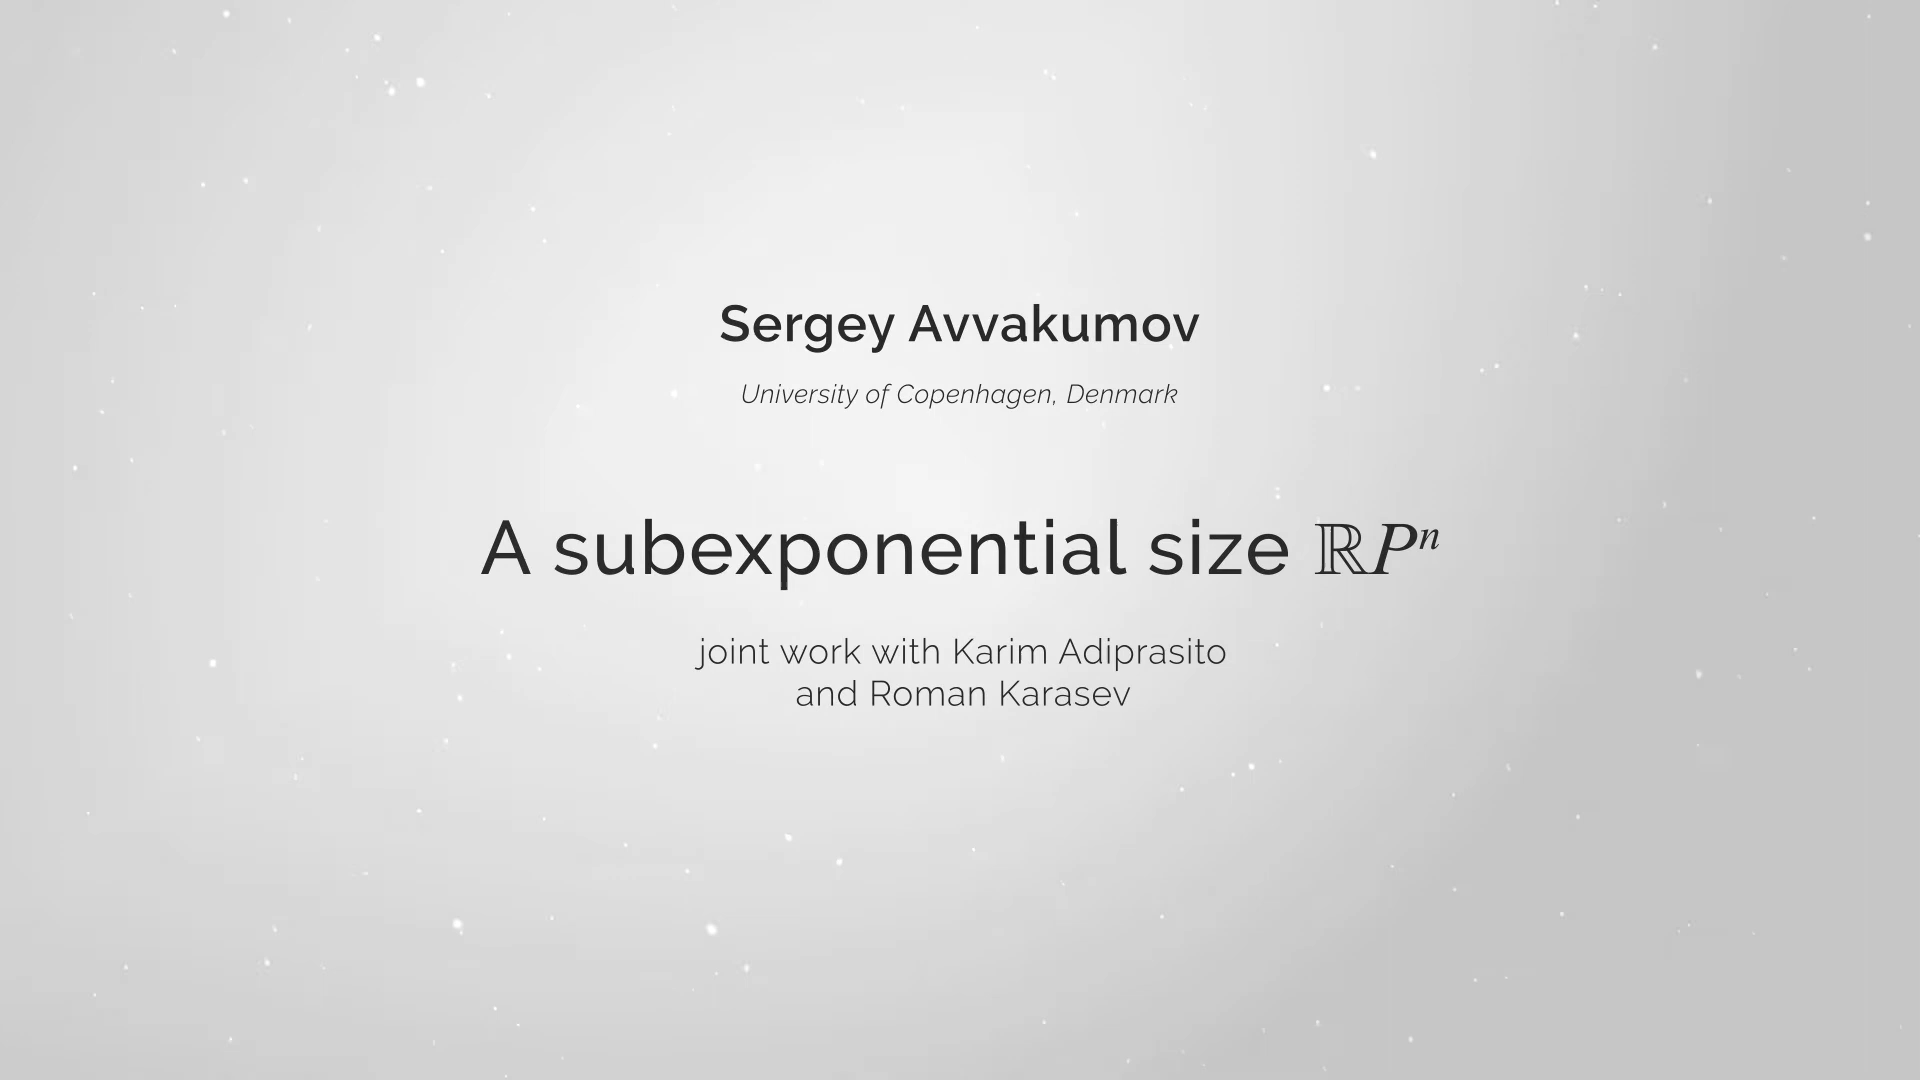 Sergey Avvakumov
University of Copenhagen, Denmark
A subexponential size ℝPⁿ
joint work with Karim Adiprasito
and Roman Karasev